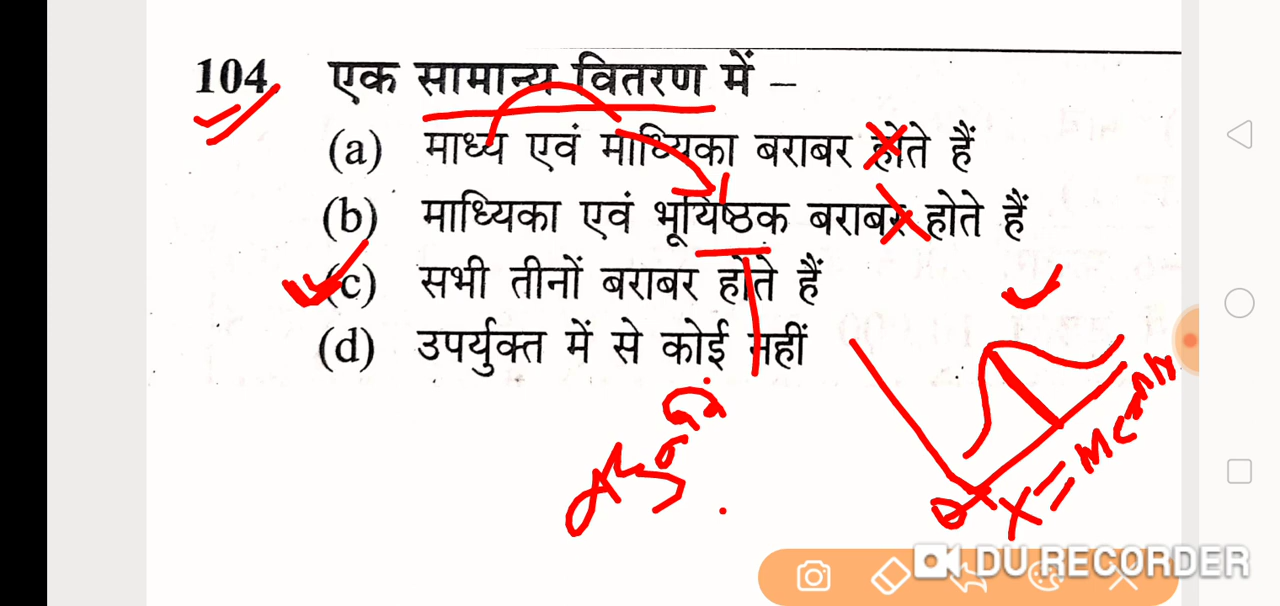 104. एक सामान्य वितरण में –
(a) माध्य एवं माध्यिका बराबर होते हैं
(b) माध्यिका एवं भूयिष्ठक बराबर होते हैं
(c) सभी तीनों बराबर होते हैं
(d) उपर्युक्त में से कोई नहीं
X = M
DU RECORDER